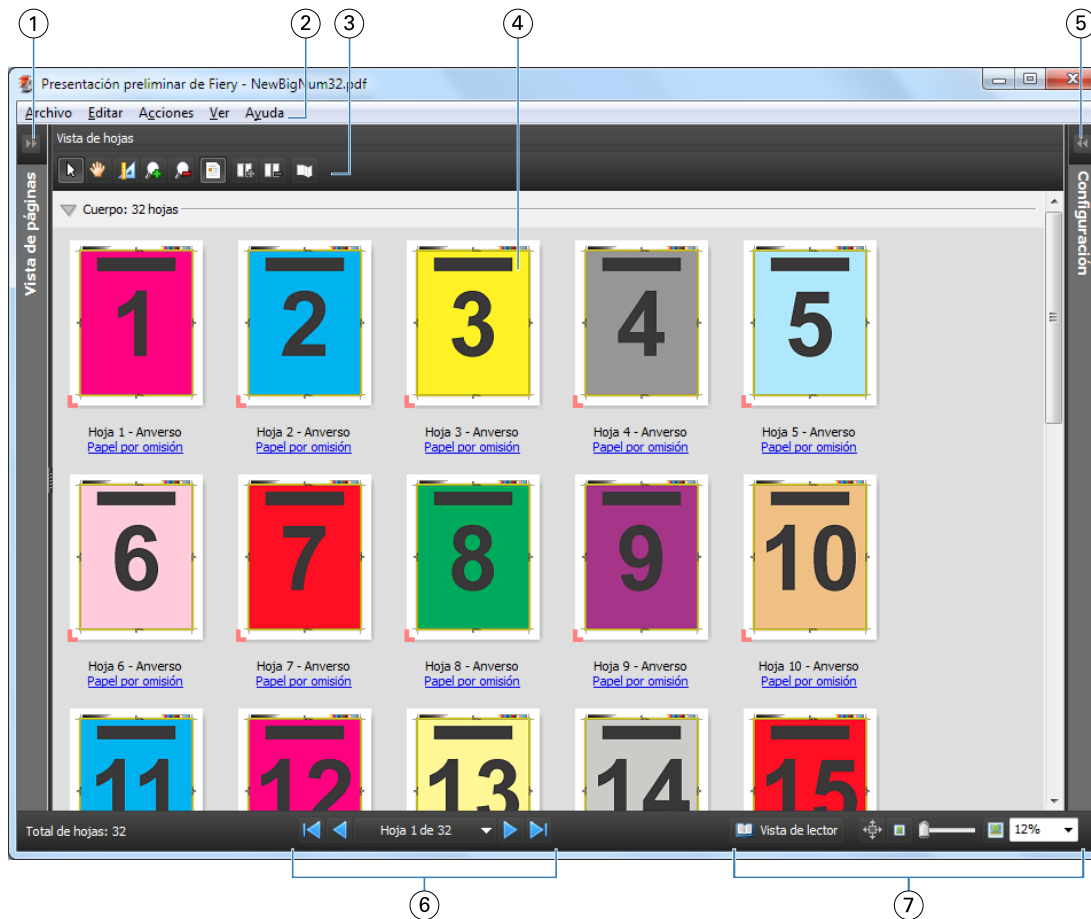 1
2
3
4
5
Presentación preliminar de Fiery - NewBigNum32.pdf
Archivo Editar Acciones Ver Ayuda
Vista de hojas
Vista de páginas
Configuración
Cuerpo: 32 hojas
1
2
3
4
5
Hoja 1 - Anverso
Papel por omisión
Hoja 2 - Anverso
Papel por omisión
Hoja 3 - Anverso
Papel por omisión
Hoja 4 - Anverso
Papel por omisión
Hoja 5 - Anverso
Papel por omisión
6
7
8
9
10
Hoja 6 - Anverso
Papel por omisión
Hoja 7 - Anverso
Papel por omisión
Hoja 8 - Anverso
Papel por omisión
Hoja 9 - Anverso
Papel por omisión
Hoja 10 - Anverso
Papel por omisión
11
12
13
14
15
Total de hojas: 32
Hoja 1 de 32
Vista de lector
12%
6
7